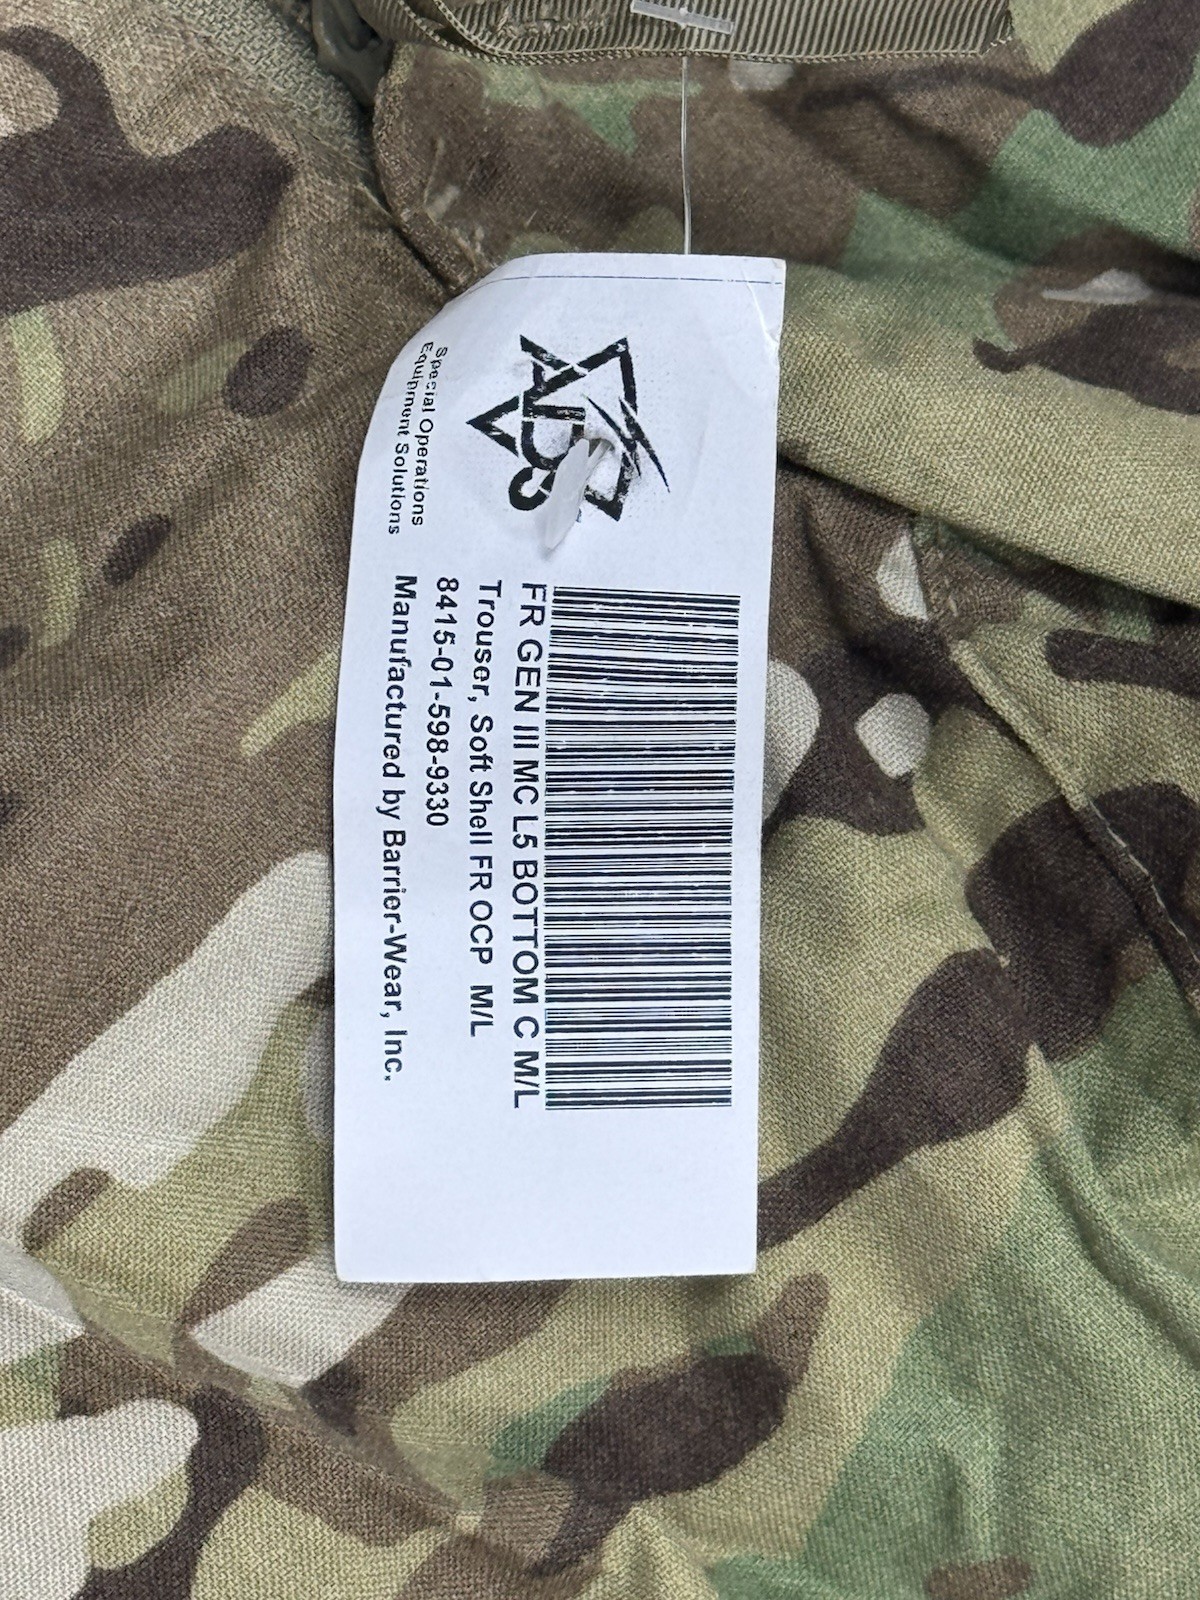 ADS
Special Operations
Equipment Solutions
FR GEN III MC L5 BOTTOM C M/L
Trouser, Soft Shell FR OCP M/L
8415-01-598-9330
Manufactured by Barrier-Wear, Inc.